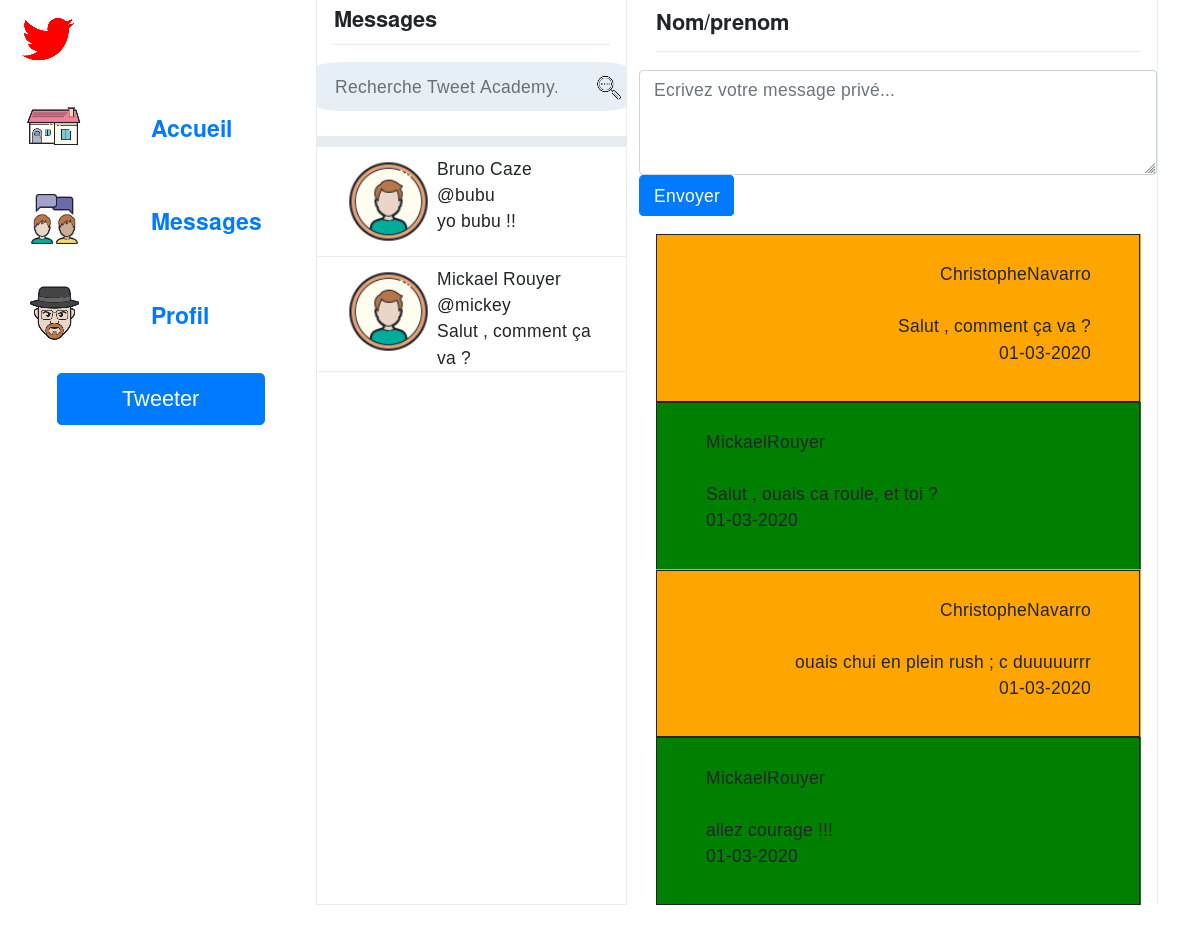 Accueil
Messages
Profil
Tweeter
Messages
Recherche Tweet Academy.
Bruno Caze
@bubu
yo bubu !!
Mickael Rouyer
@mickey
Salut , comment ça
va ?
Nom/prenom
Ecrivez votre message privé...
Envoyer
ChristopheNavarro
Salut , comment ça va ?
01-03-2020
MickaelRouyer
Salut , ouais ca roule, et toi ?
01-03-2020
ChristopheNavarro
ouais chui en plein rush ; c duuuuurrr
01-03-2020
MickaelRouyer
allez courage !!!
01-03-2020